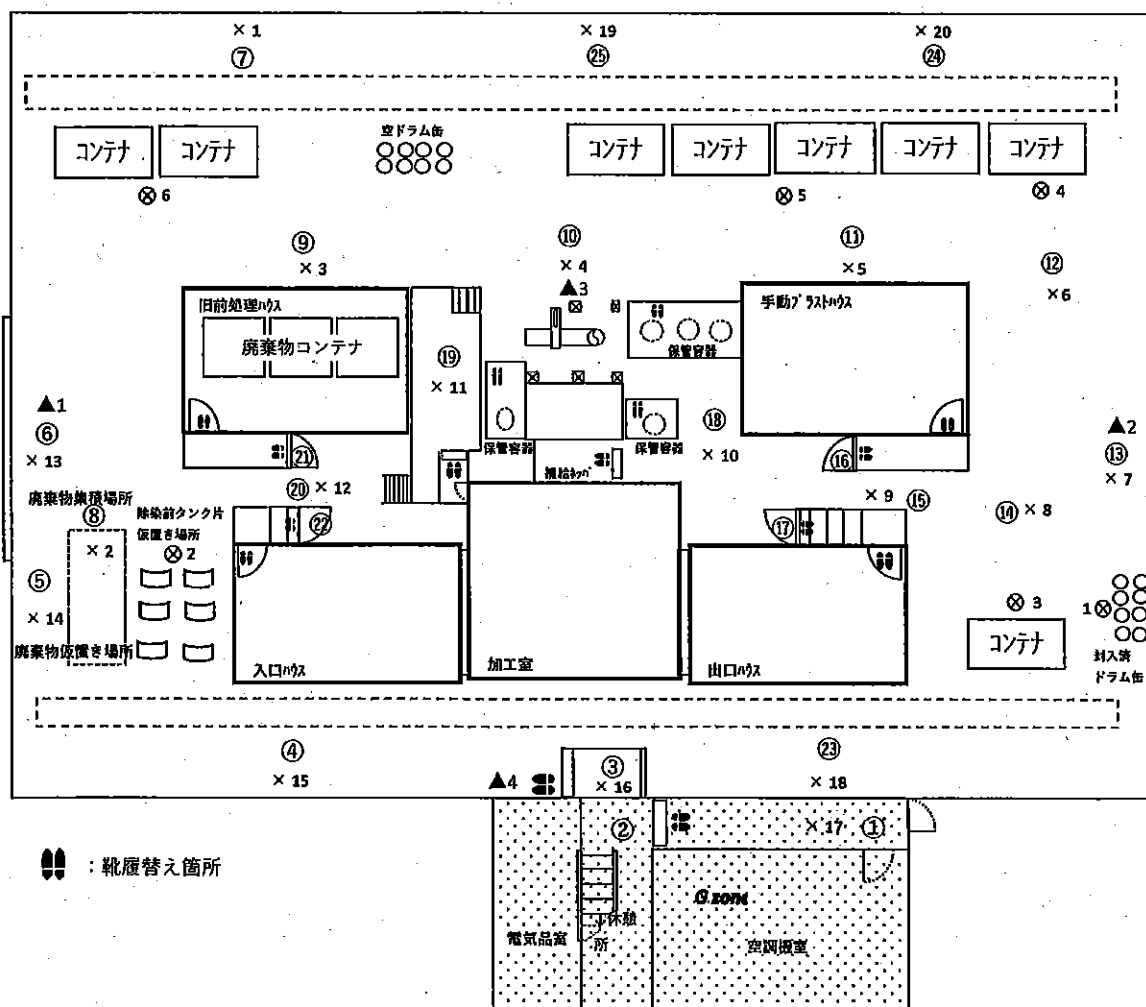 × 1
× 19
× 20
⑦
㉕
㉔
コンテナ
コンテナ
空ドラム缶
コンテナ
コンテナ
コンテナ
コンテナ
コンテナ
⊗ 6
⊗ 5
⊗ 4
⑨
× 3
⑩
× 4
▲3
⑪
× 5
⑫
× 6
旧前処理ハウス
廃棄物コンテナ
⑲
× 11
保管容器
手動ブラストハウス
▲1
⑥
× 13
保管容器
保管容器
⑱
× 10
▲2
⑬
× 7
㉑
⑯
⑳
× 12
× 9
⑮
⑭
× 8
廃棄物集積場所
⑧
× 2
除染前タンク片
仮置き場所
⊗ 2
㉒
⑰
⑤
× 14
廃棄物仮置き場所
入口ハウス
加工室
出口ハウス
⊗ 3
コンテナ
1 ⊗
封入済
ドラム缶
④
× 15
▲4
③
× 16
㉓
× 18
②
× 17
①
：靴履替え箇所
G zone
電気品室
休憩
所
空調機室